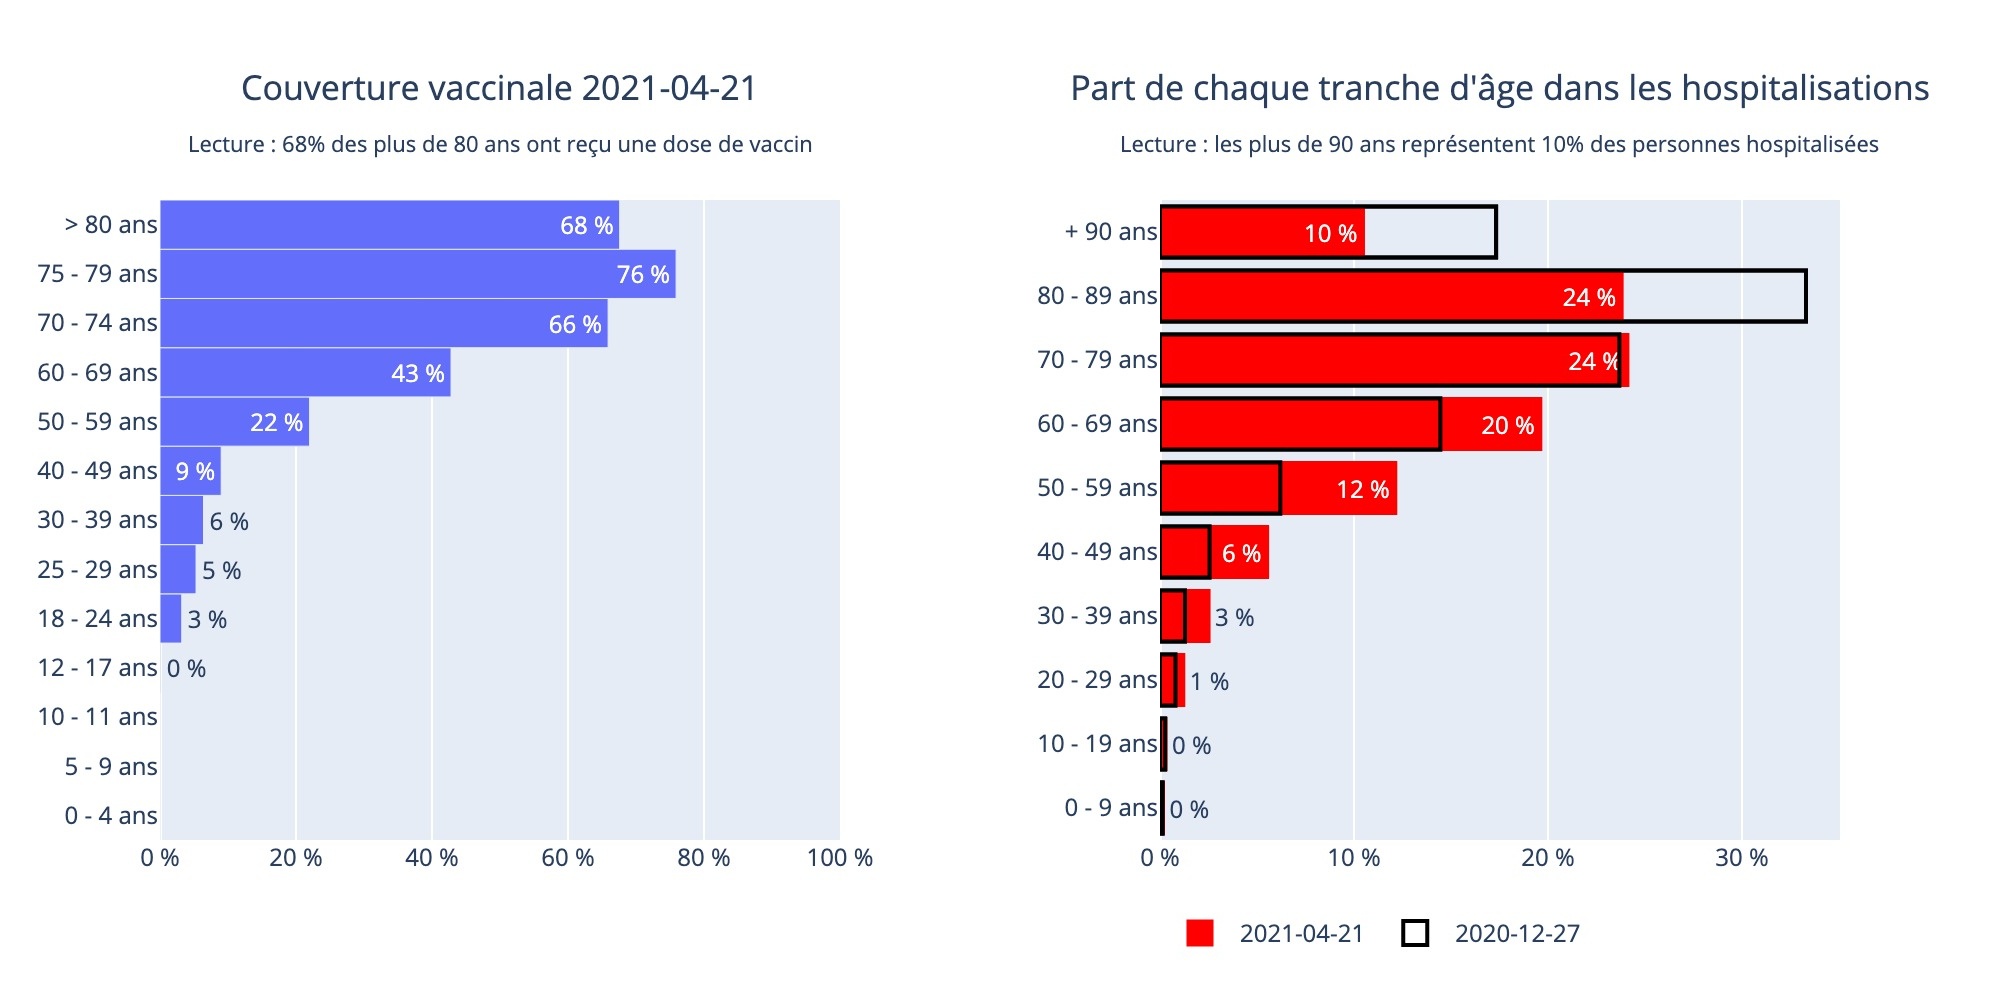 Couverture vaccinale 2021-04-21
Lecture : 68% des plus de 80 ans ont reçu une dose de vaccin
> 80 ans 68 %
75 - 79 ans 76 %
70 - 74 ans 66 %
60 - 69 ans 43 %
50 - 59 ans 22 %
40 - 49 ans 9 %
30 - 39 ans 6 %
25 - 29 ans 5 %
18 - 24 ans 3 %
12 - 17 ans 0 %
10 - 11 ans
5 - 9 ans
0 - 4 ans
0 % 20 % 40 % 60 % 80 % 100 %
Part de chaque tranche d'âge dans les hospitalisations
Lecture : les plus de 90 ans représentent 10% des personnes hospitalisées
+ 90 ans 10 %
80 - 89 ans 24 %
70 - 79 ans 24 %
60 - 69 ans 20 %
50 - 59 ans 12 %
40 - 49 ans 6 %
30 - 39 ans 3 %
20 - 29 ans 1 %
10 - 19 ans 0 %
0 - 9 ans 0 %
0 % 10 % 20 % 30 %
2021-04-21 2020-12-27